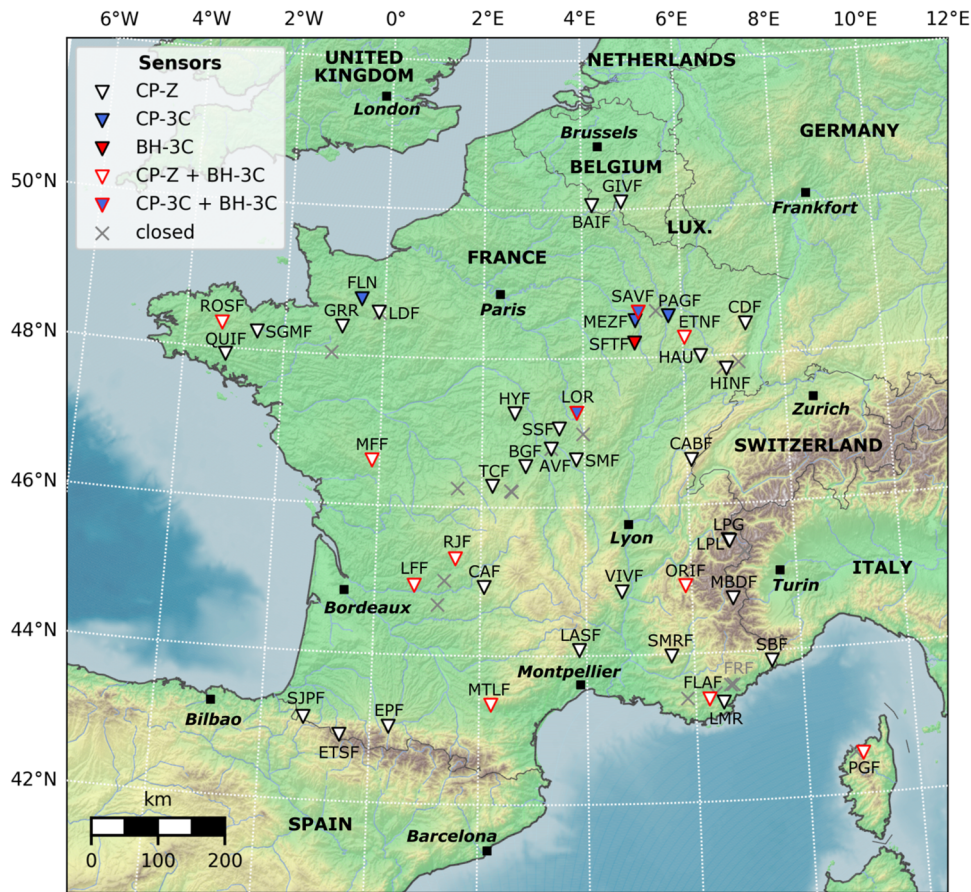 6°W 4°W 2°W 0° 2°E 4°E 6°E 8°E 10°E 12°E
Sensors
CP-Z
CP-3C
BH-3C
CP-Z + BH-3C
CP-3C + BH-3C
closed
UNITED
KINGDOM
London
NETHERLANDS
Brussels
BELGIUM
GERMANY
50°N
GIVF
BAIF
Frankfort
LUX.
FRANCE
FLN
Paris
SAVF
PAGF
CDF
ROSF
GRR
LDF
MEZF
ETNF
48°N
SGMF
QUIF
SFTF
HAU
HINF
HYF
LOR
Zurich
SSF
MFF
BGF
AVF
SMF
CABF
SWITZERLAND
46°N
TCF
Lyon
LPG
LPL
RJF
LFF
CAF
VIVF
ORIF
MBDF
Turin
ITALY
Bordeaux
44°N
LASF
SMRF
SBF
Montpellier
FRF
SJPF
EPF
MTLF
FLAF
LMR
Bilbao
ETSF
PGF
42°N
km
SPAIN
Barcelona
0 100 200